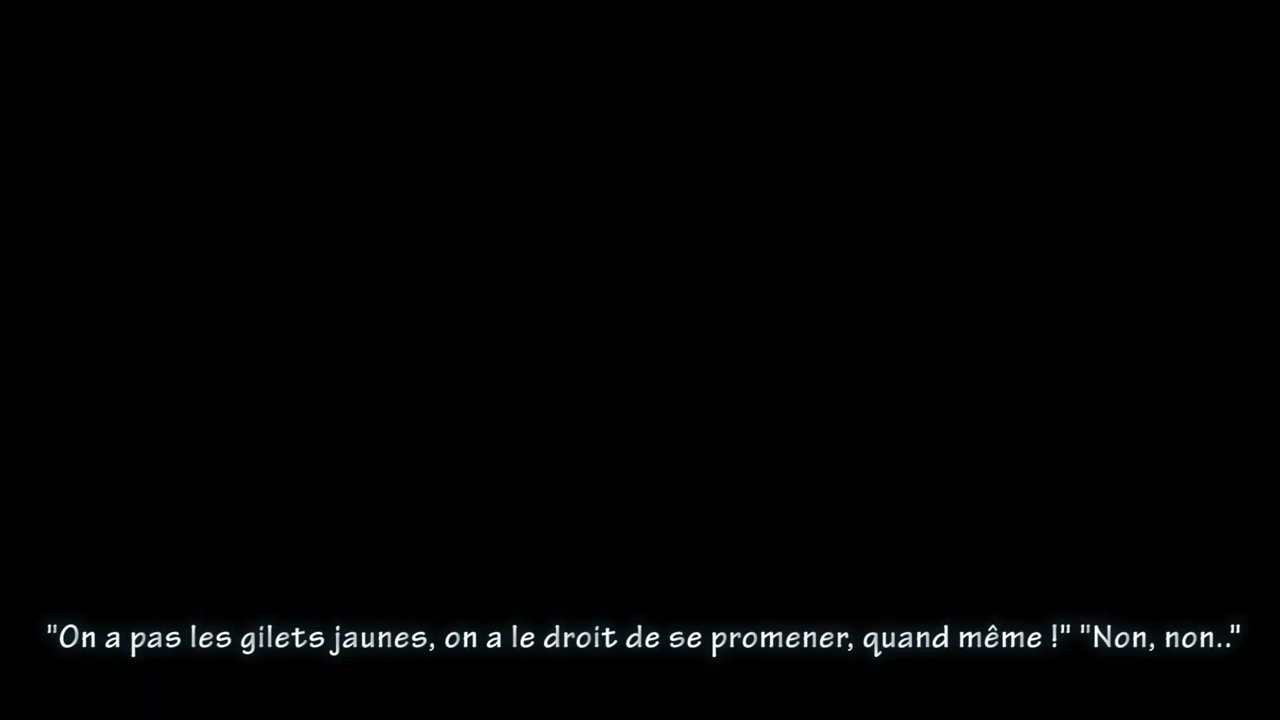 "On a pas les gilets jaunes, on a le droit de se promener, quand même !" "Non, non.."